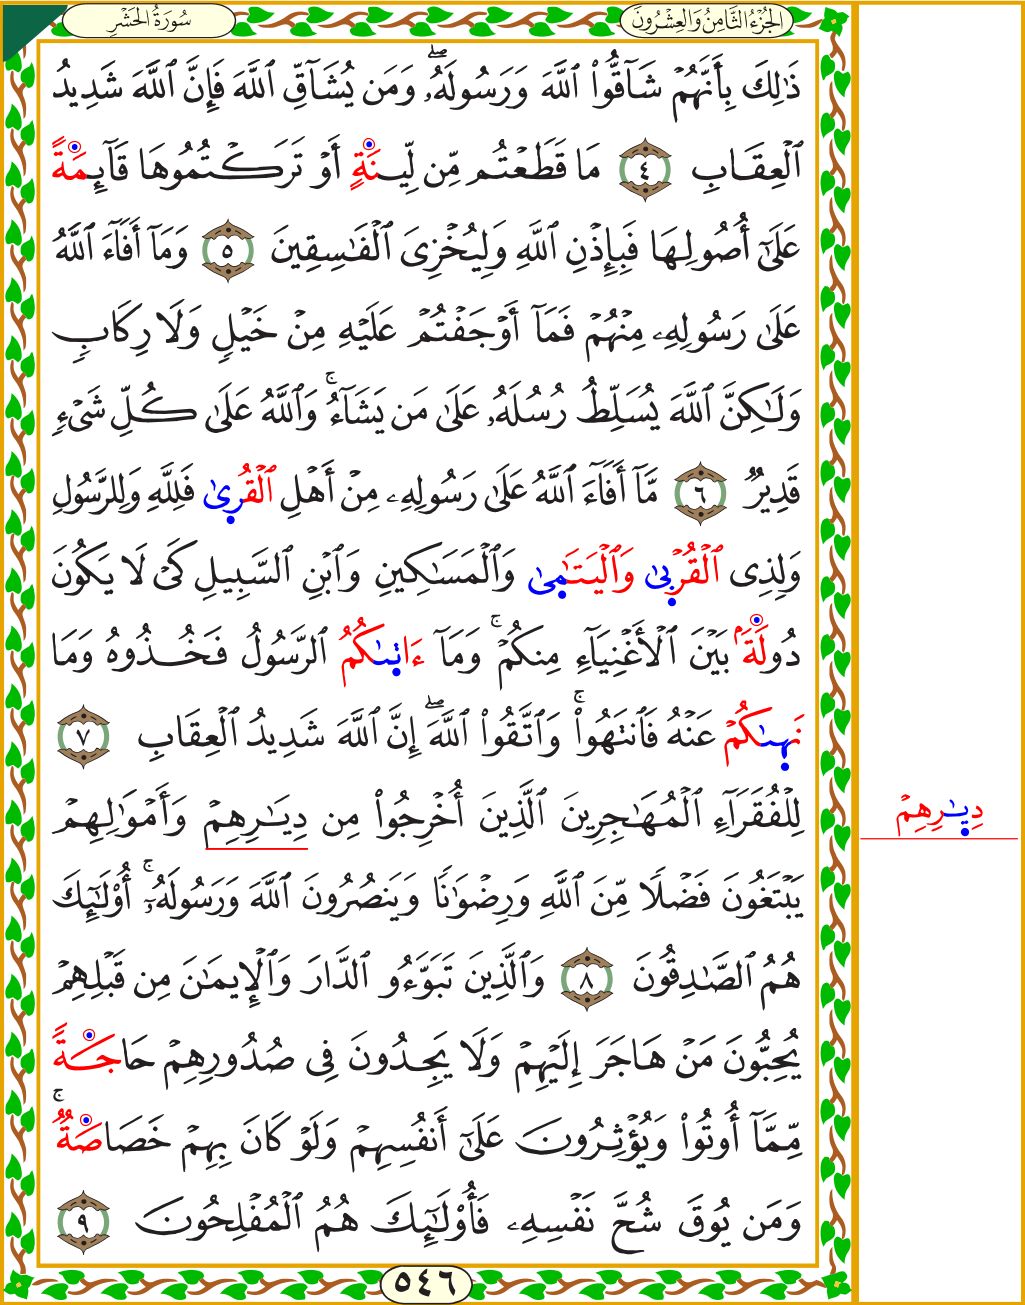 الجُزْءُ الثَّامِنُ وَالعِشْرُونَ
سُورَةُ الحَشْرِ
ذَٰلِكَ بِأَنَّهُمۡ شَآقُّواْ ٱللَّهَ وَرَسُولَهُۥۖ وَمَن يُشَآقِّ ٱللَّهَ فَإِنَّ ٱللَّهَ شَدِيدُ
ٱلۡعِقَابِ ٤ مَا قَطَعۡتُم مِّن لِّينَةٍ أَوۡ تَرَكۡتُمُوهَا قَآئِمَةً
عَلَىٰٓ أُصُولِهَا فَبِإِذۡنِ ٱللَّهِ وَلِيُخۡزِيَ ٱلۡفَٰسِقِينَ ٥ وَمَآ أَفَآءَ ٱللَّهُ
عَلَىٰ رَسُولِهِۦ مِنۡهُمۡ فَمَآ أَوۡجَفۡتُمۡ عَلَيۡهِ مِنۡ خَيۡلٖ وَلَا رِكَابٖ
وَلَٰكِنَّ ٱللَّهَ يُسَلِّطُ رُسُلَهُۥ عَلَىٰ مَن يَشَآءُۚ وَٱللَّهُ عَلَىٰ كُلِّ شَيۡءٖ
قَدِيرٞ ٦ مَّآ أَفَآءَ ٱللَّهُ عَلَىٰ رَسُولِهِۦ مِنۡ أَهۡلِ ٱلۡقُرىٰ فَلِلَّهِ وَلِلرَّسُولِ
وَلِذِي ٱلۡقُرۡبىٰ وَٱلۡيَتَٰمىٰ وَٱلۡمَسَٰكِينِ وَٱبۡنِ ٱلسَّبِيلِ كَيۡ لَا يَكُونَ
دُولَةَۢ بَيۡنَ ٱلۡأَغۡنِيَآءِ مِنكُمۡۚ وَمَآ ءَاتىٰكُمُ ٱلرَّسُولُ فَخُذُوهُ وَمَا
نَهىٰكُمۡ عَنۡهُ فَٱنتَهُواْۚ وَٱتَّقُواْ ٱللَّهَۖ إِنَّ ٱللَّهَ شَدِيدُ ٱلۡعِقَابِ ٧
لِلۡفُقَرَآءِ ٱلۡمُهَٰجِرِينَ ٱلَّذِينَ أُخۡرِجُواْ مِن دِيَٰرِهِمۡ وَأَمۡوَٰلِهِمۡ
دِيٰرِهِمۡ
يَبۡتَغُونَ فَضۡلٗا مِّنَ ٱللَّهِ وَرِضۡوَٰنٗا وَيَنصُرُونَ ٱللَّهَ وَرَسُولَهُۥٓۚ أُوْلَٰٓئِكَ
هُمُ ٱلصَّٰدِقُونَ ٨ وَٱلَّذِينَ تَبَوَّءُو ٱلدَّارَ وَٱلۡإِيمَٰنَ مِن قَبۡلِهِمۡ
يُحِبُّونَ مَنۡ هَاجَرَ إِلَيۡهِمۡ وَلَا يَجِدُونَ فِي صُدُورِهِمۡ حَاجَةٗ
مِّمَّآ أُوتُواْ وَيُؤۡثِرُونَ عَلَىٰٓ أَنفُسِهِمۡ وَلَوۡ كَانَ بِهِمۡ خَصَاصَةٞۚ
وَمَن يُوقَ شُحَّ نَفۡسِهِۦ فَأُوْلَٰٓئِكَ هُمُ ٱلۡمُفۡلِحُونَ ٩
٥٤٦